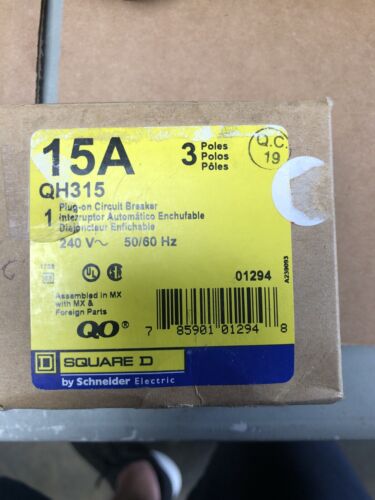 15A
3 Poles
Polos
Pôles
Q.C.
19
QH315
1 Plug-on Circuit Breaker
Interruptor Automático Enchufable
Disjoncteur Enfichable
240 V~ 50/60 Hz
UL
01294
A239093
Assembled in MX
with MX &
Foreign Parts
QO®
7 85901 01294 8
D SQUARE D
by Schneider Electric